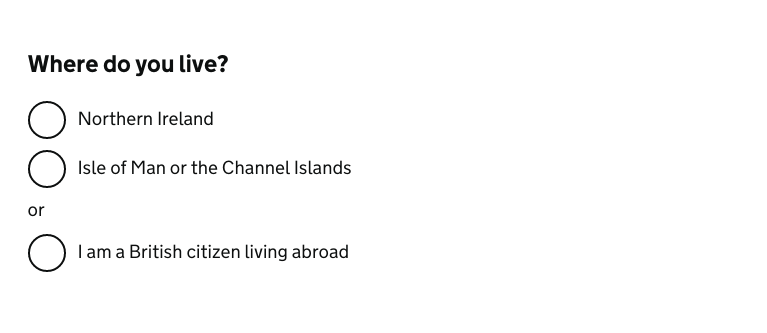 Where do you live?
Northern Ireland
Isle of Man or the Channel Islands
or
I am a British citizen living abroad